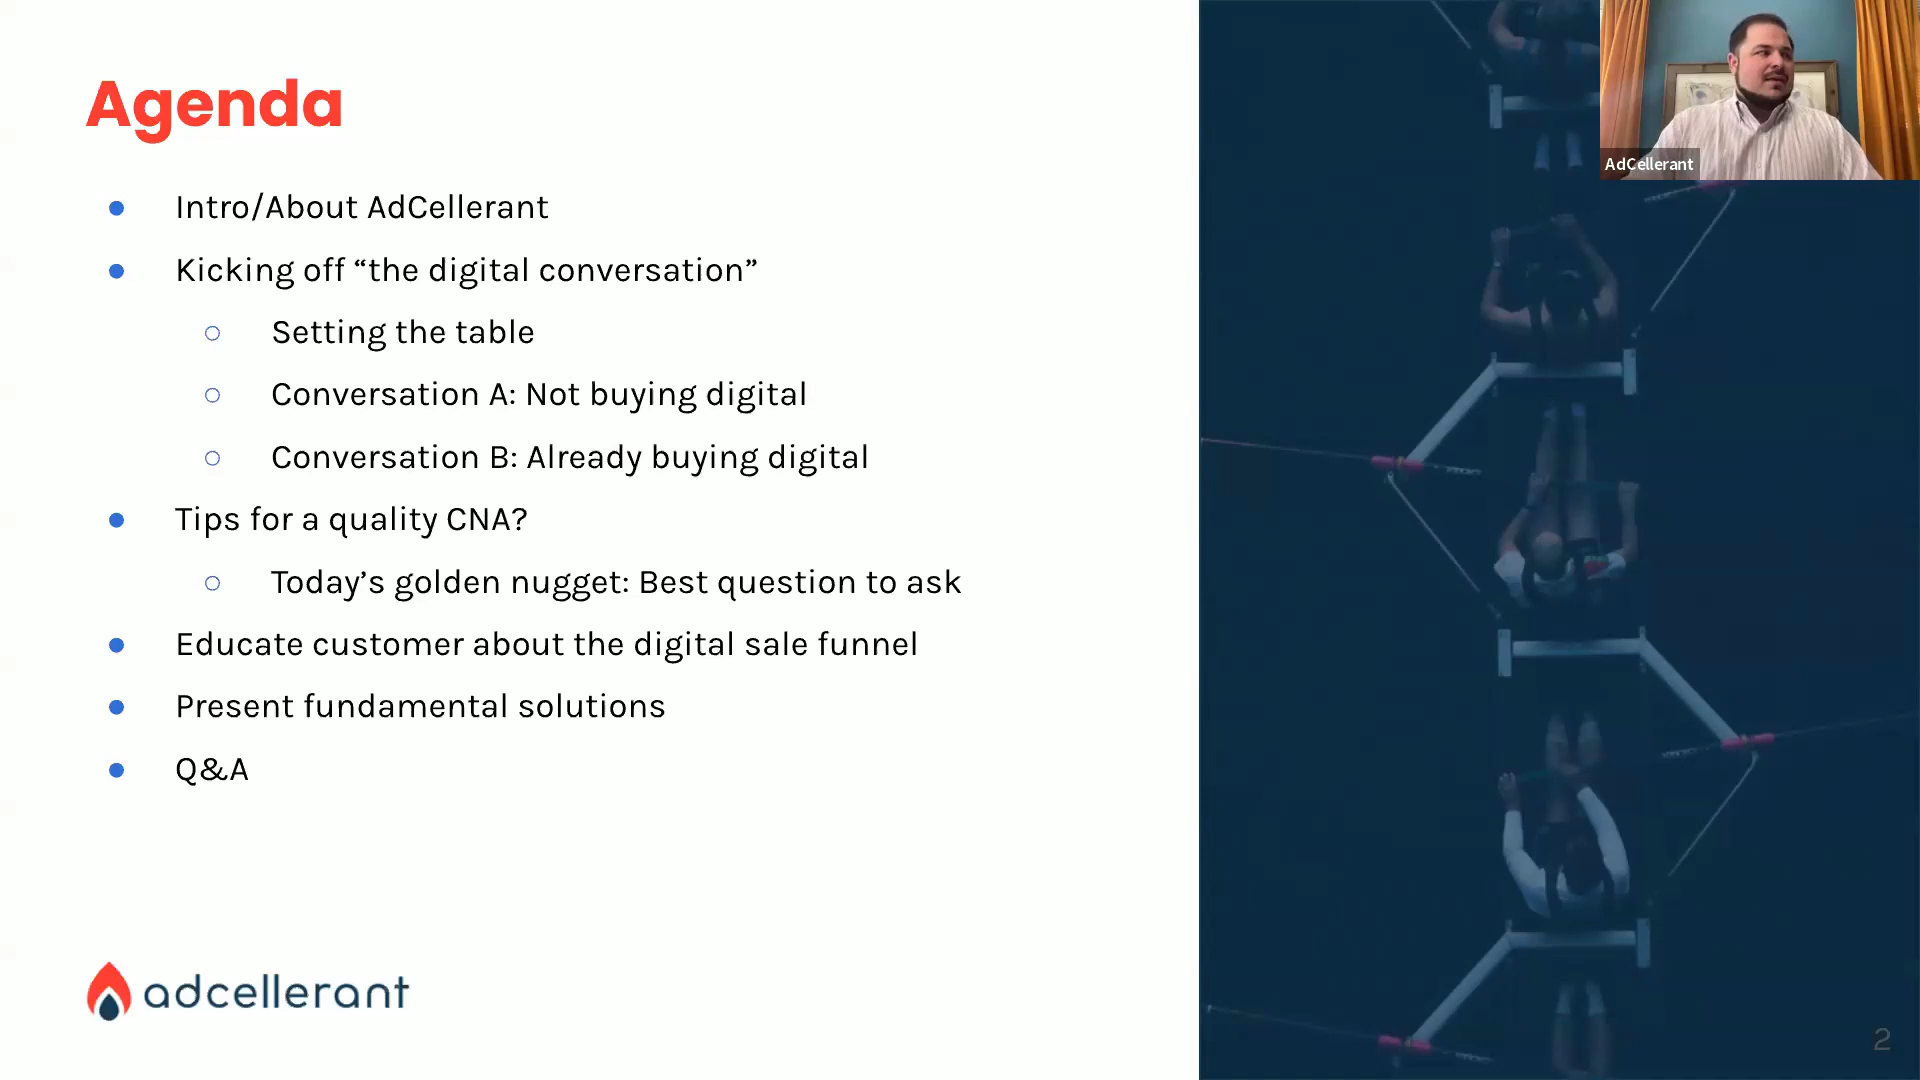 Agenda
Intro/About AdCellerant
Kicking off “the digital conversation”
Setting the table
Conversation A: Not buying digital
Conversation B: Already buying digital
Tips for a quality CNA?
Today’s golden nugget: Best question to ask
Educate customer about the digital sale funnel
Present fundamental solutions
Q&A
adcellerant
AdCellerant
2